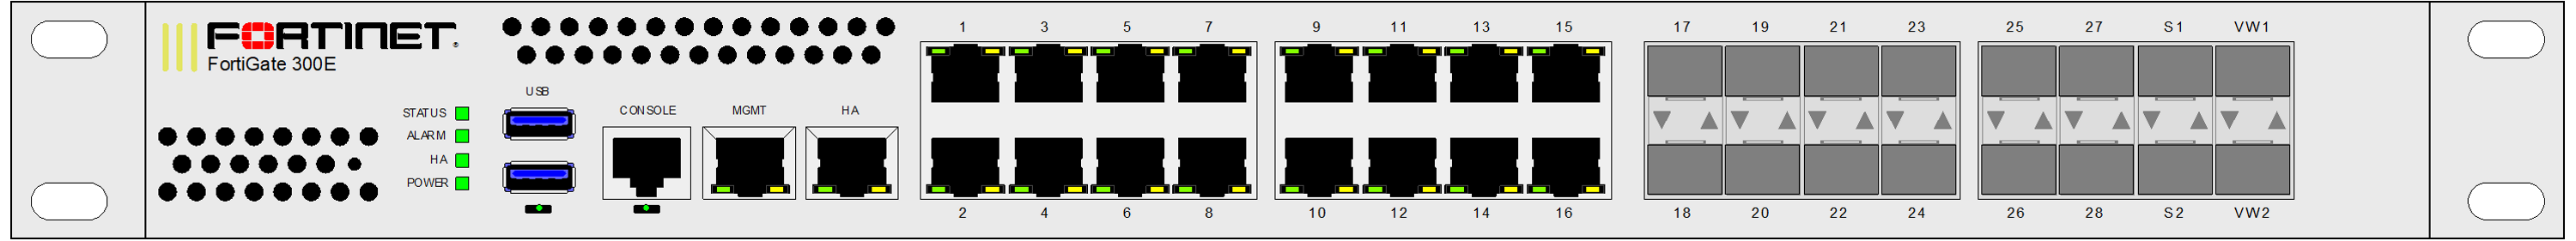 FORTINET
FortiGate 300E
STATUS
ALARM
HA
POWER
USB
CONSOLE
MGMT
HA
1 3 5 7
2 4 6 8
9 11 13 15
10 12 14 16
17 19 21 23
18 20 22 24
25 27 S1 VW1
26 28 S2 VW2